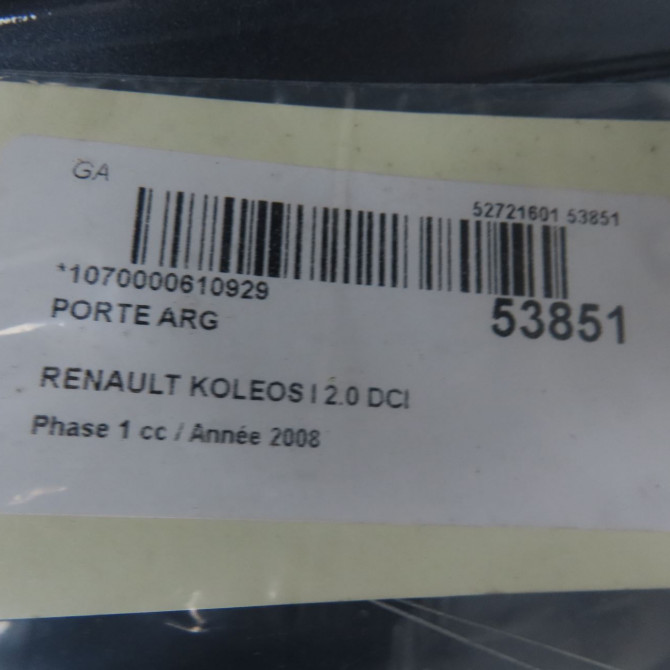 GA
52721601 53851
*1070000610929
53851
PORTE ARG
RENAULT KOLEOS I 2.0 DCI
Phase 1 cc / Année 2008